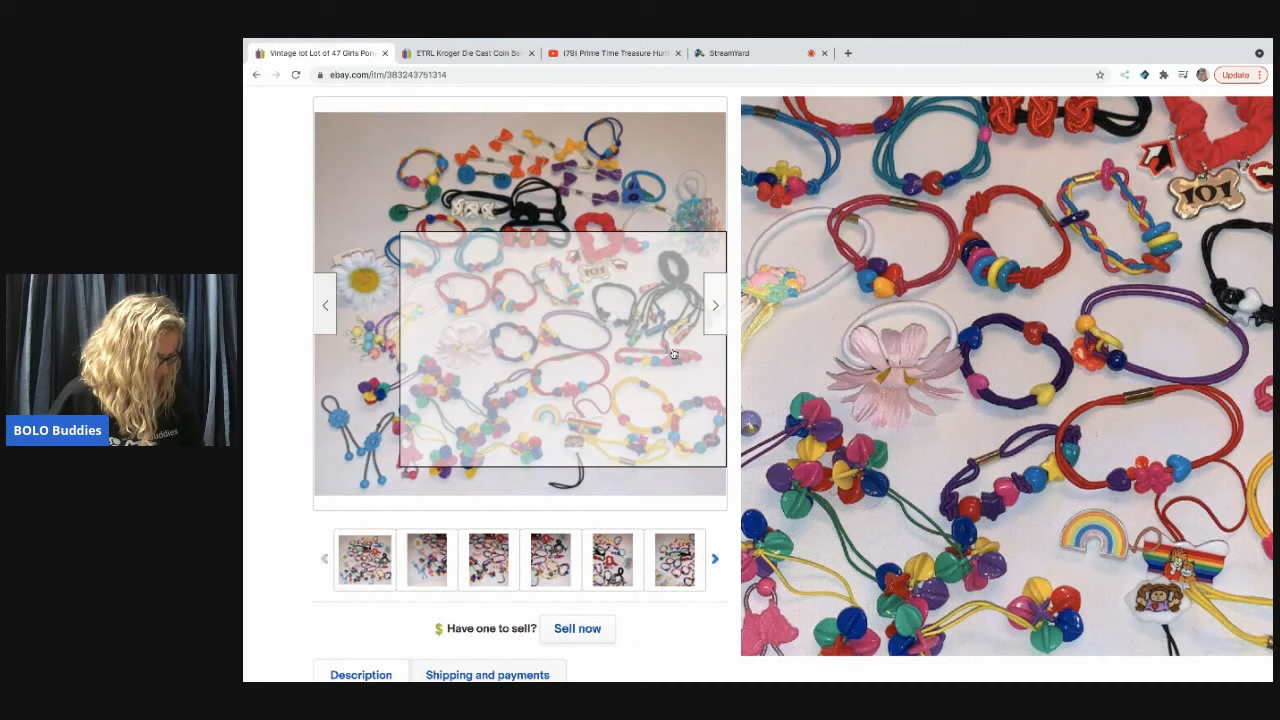 Vintage lot Lot of 47 Girls Pon
ETRL Kroger Die Cast Coin Ba
(79) Prime Time Treasure Hun
StreamYard
ebay.com/itm/383243751314
Update
101
BOLO Buddies
$ Have one to sell? Sell now
Description
Shipping and payments